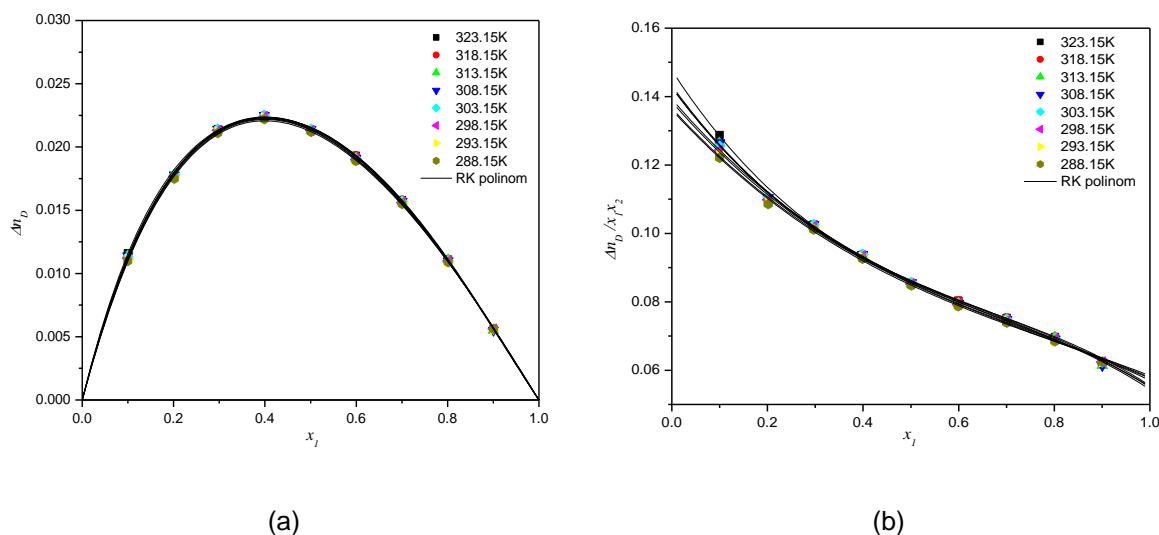 0.030
0.025
0.020
0.015
0.010
0.005
0.000
Δn_D
0.0 0.2 0.4 0.6 0.8 1.0
x_1
323.15K
318.15K
313.15K
308.15K
303.15K
298.15K
293.15K
288.15K
RK polinom
(a)
0.16
0.14
0.12
0.10
0.08
0.06
Δn_D /x_1x_2
0.0 0.2 0.4 0.6 0.8 1.0
x_1
323.15K
318.15K
313.15K
308.15K
303.15K
298.15K
293.15K
288.15K
RK polinom
(b)